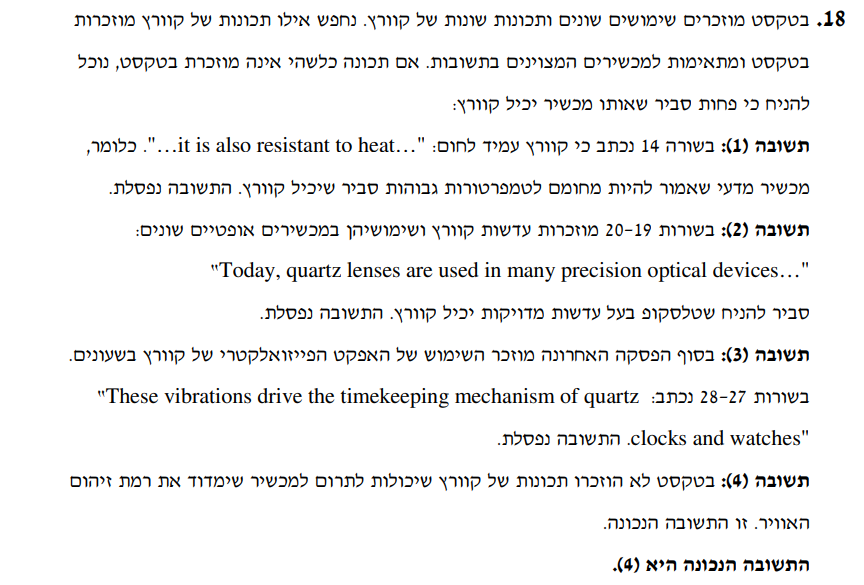 18. בטקסט מוזכרים שימושים שונים ותכונות שונות של קוורץ. נחפש אילו תכונות של קוורץ מוזכרות
בטקסט ומתאימות למכשירים המצוינים בתשובות. אם תכונה כלשהי אינה מוזכרת בטקסט, נוכל
להניח כי פחות סביר שאותו מכשיר יכיל קוורץ:
תשובה (1): בשורה 14 נכתב כי קוורץ עמיד לחום: "…it is also resistant to heat…". כלומר,
מכשיר מדעי שאמור להיות מחומם לטמפרטורות גבוהות סביר שיכיל קוורץ. התשובה נפסלת.
תשובה (2): בשורות 19–20 מוזכרות עדשות קוורץ ושימושיהן במכשירים אופטיים שונים:
"Today, quartz lenses are used in many precision optical devices…"
סביר להניח שטלסקופ בעל עדשות מדויקות יכיל קוורץ. התשובה נפסלת.
תשובה (3): בסוף הפסקה האחרונה מוזכר השימוש של האפקט הפייזואלקטרי של קוורץ בשעונים.
בשורות 27–28 נכתב: "These vibrations drive the timekeeping mechanism of quartz
clocks and watches". התשובה נפסלת.
תשובה (4): בטקסט לא הוזכרו תכונות של קוורץ שיכולות לתרום למכשיר שימדוד את רמת זיהום
האוויר. זו התשובה הנכונה.
התשובה הנכונה היא (4).